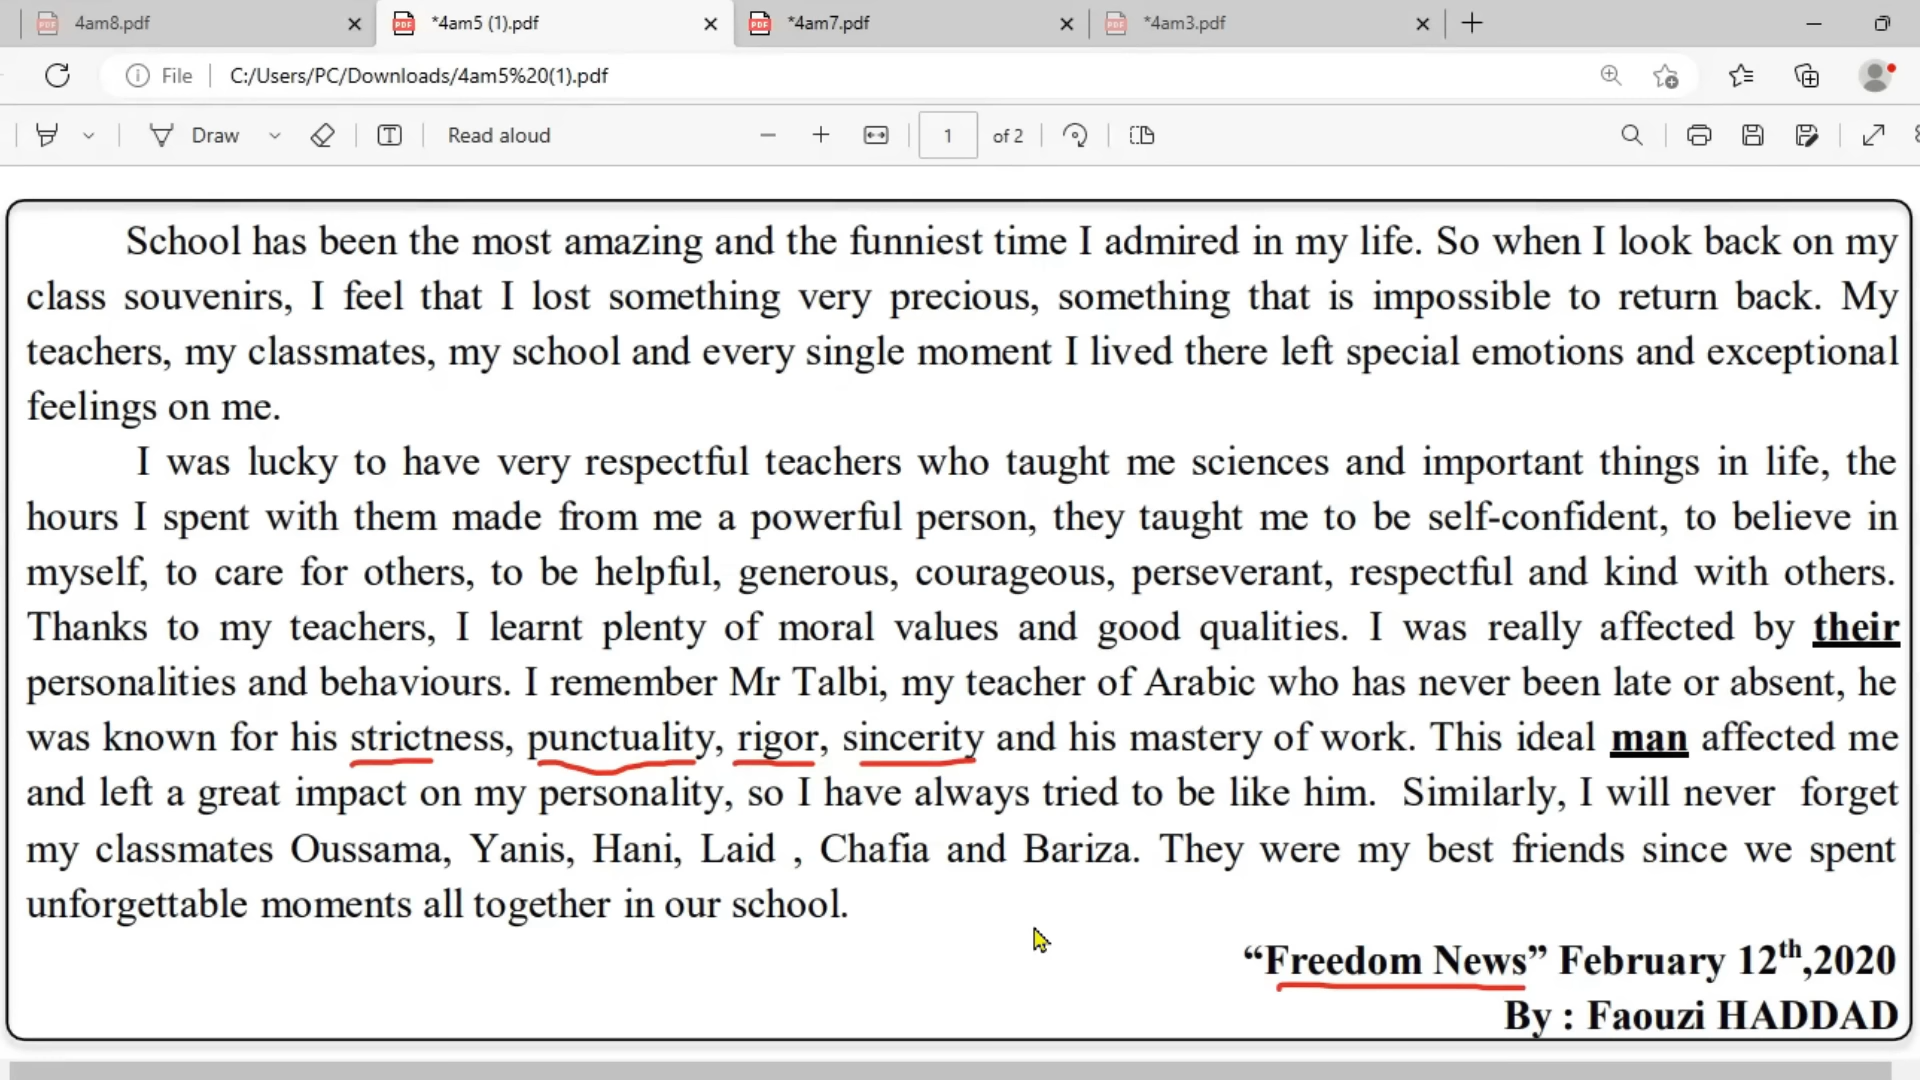 4am8.pdf
*4am5 (1).pdf
*4am7.pdf
*4am3.pdf
File
C:/Users/PC/Downloads/4am5%20(1).pdf
Draw
Read aloud
1
of 2
School has been the most amazing and the funniest time I admired in my life. So when I look back on my
class souvenirs, I feel that I lost something very precious, something that is impossible to return back. My
teachers, my classmates, my school and every single moment I lived there left special emotions and exceptional
feelings on me.
I was lucky to have very respectful teachers who taught me sciences and important things in life, the
hours I spent with them made from me a powerful person, they taught me to be self-confident, to believe in
myself, to care for others, to be helpful, generous, courageous, perseverant, respectful and kind with others.
Thanks to my teachers, I learnt plenty of moral values and good qualities. I was really affected by their
personalities and behaviours. I remember Mr Talbi, my teacher of Arabic who has never been late or absent, he
was known for his strictness, punctuality, rigor, sincerity and his mastery of work. This ideal man affected me
and left a great impact on my personality, so I have always tried to be like him. Similarly, I will never forget
my classmates Oussama, Yanis, Hani, Laid , Chafia and Bariza. They were my best friends since we spent
unforgettable moments all together in our school.
“Freedom News” February 12th,2020
By : Faouzi HADDAD